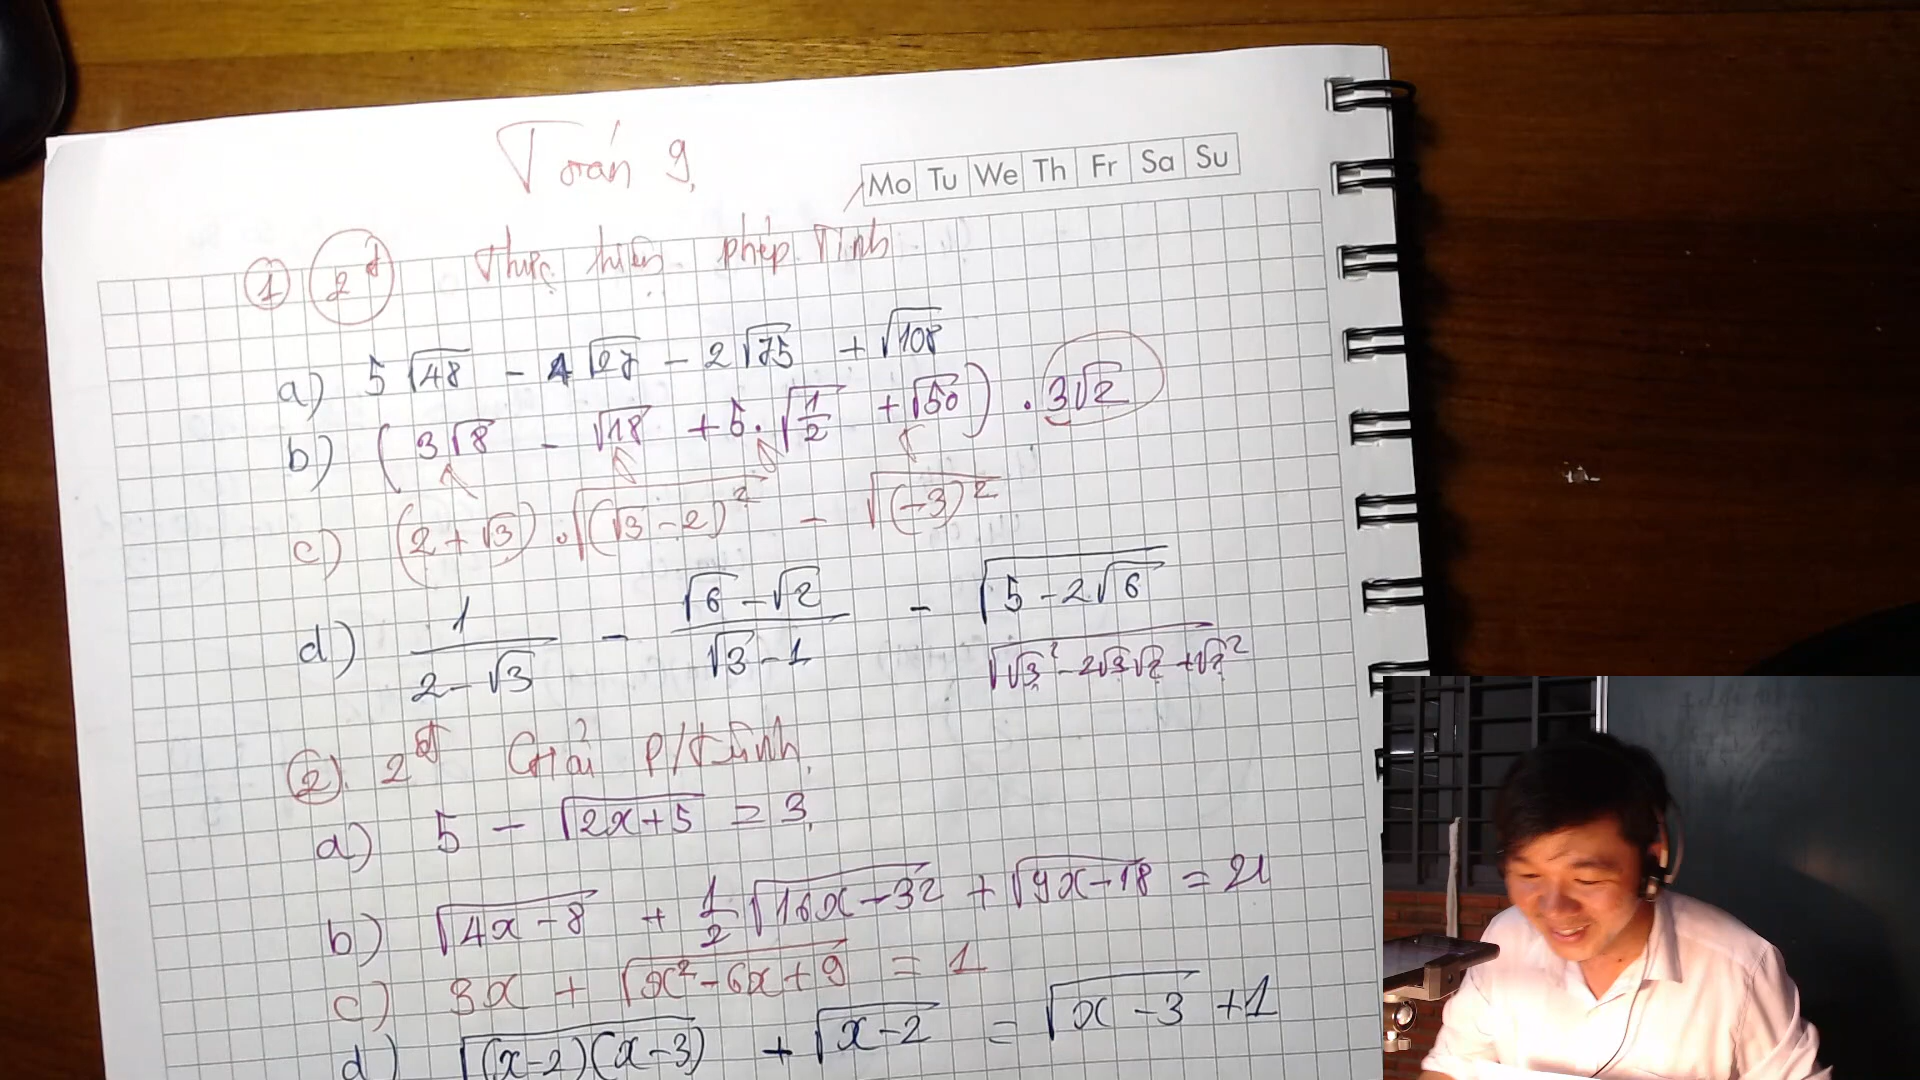 Toán 9
Mo Tu We Th Fr Sa Su
① 2đ Thực hiện phép tính
a) 5√48 - 4√27 - 2√75 + √108
b) (3√8 - √18 + 5.√(1/2) + √50) . 3√2
c) (2+√3) . √((√3-2)²) - √((-3)²)
d) 1/(2-√3) - (√6-√2)/(√3-1) - √(5-2√6)
√(√3² - 2√3√2 + √2²)
②. 2đ Giải p/trình
a) 5 - √(2x+5) = 3
b) √(4x-8) + 1/2 √(16x-32) + √(9x-18) = 21
c) 3x + √(x²-6x+9) = 1
d) √((x-2)(x-3)) + √(x-2) = √(x-3) + 1